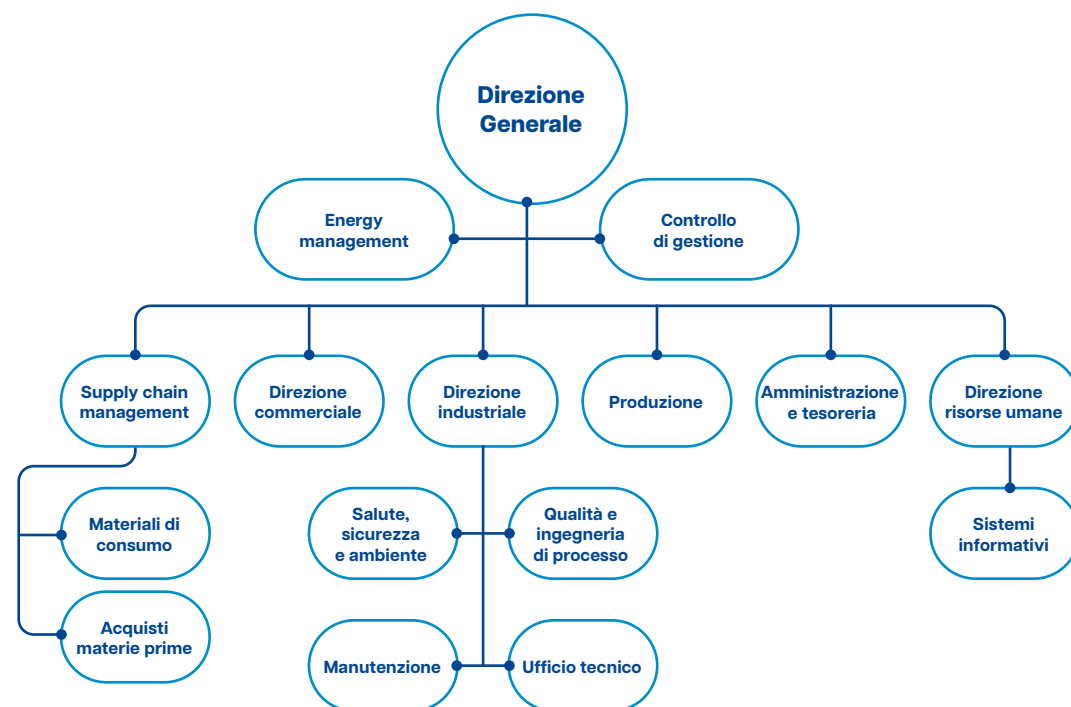 Direzione
Generale
Energy
management
Controllo
di gestione
Supply chain
management
Direzione
commerciale
Direzione
industriale
Produzione
Amministrazione
e tesoreria
Direzione
risorse umane
Materiali di
consumo
Salute,
sicurezza
e ambiente
Qualità e
ingegneria
di processo
Sistemi
informativi
Acquisti
materie prime
Manutenzione
Ufficio tecnico